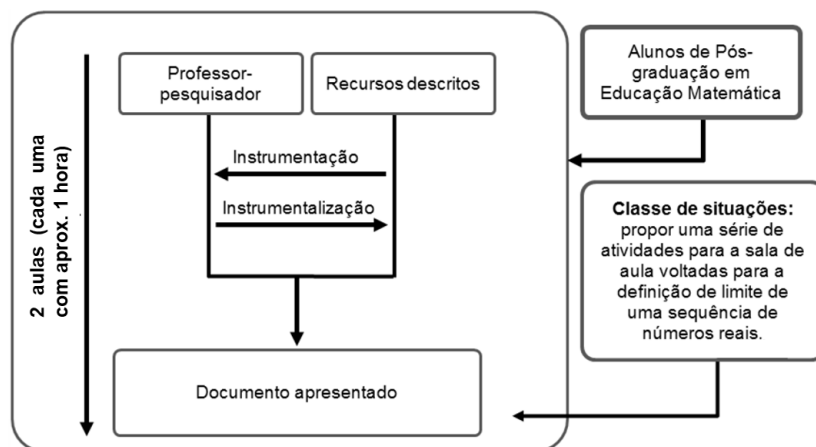 2 aulas (cada uma
com aprox. 1 hora)
Professor-
pesquisador
Recursos descritos
Instrumentação
Instrumentalização
Documento apresentado
Alunos de Pós-
graduação em
Educação Matemática
Classe de situações:
propor uma série de
atividades para a sala de
aula voltadas para a
definição de limite de
uma sequência de
números reais.